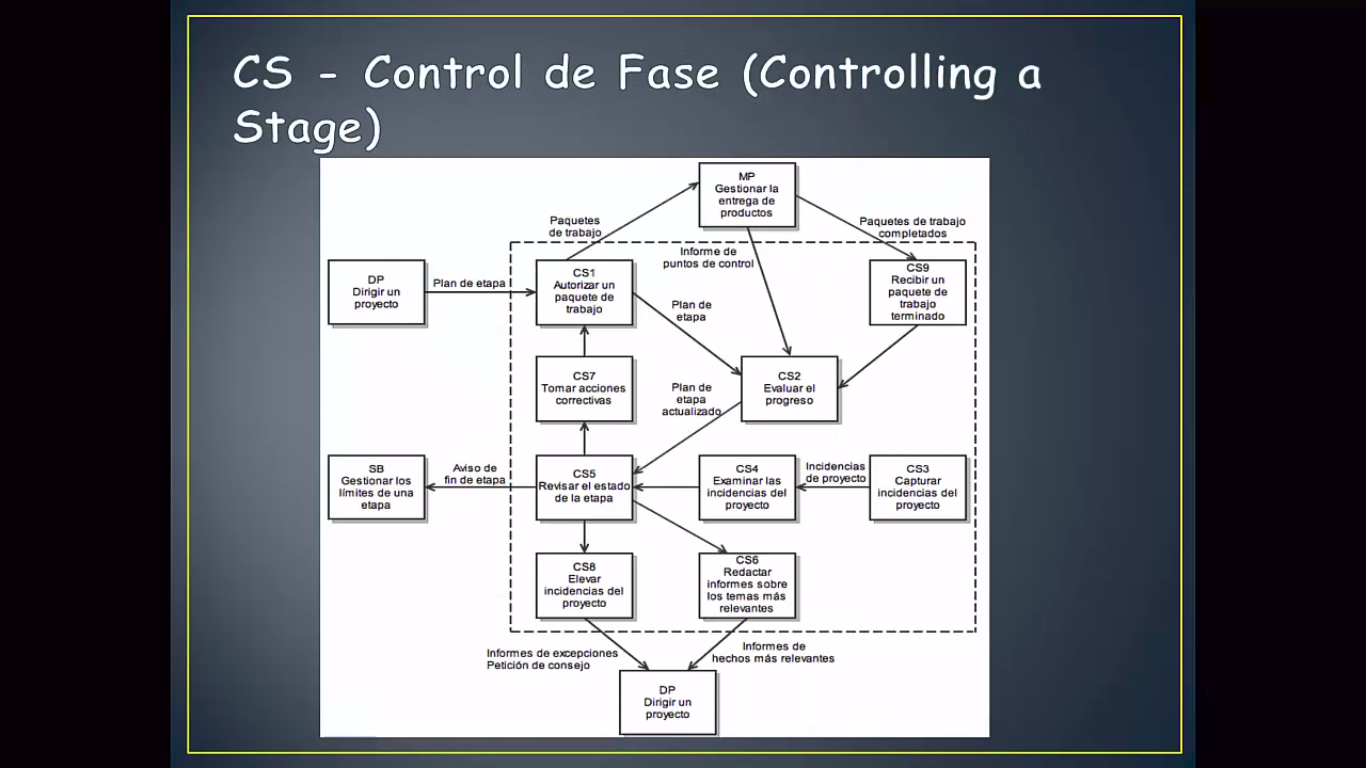 CS - Control de Fase (Controlling a
Stage)
MP
Gestionar la
entrega de
productos
Paquetes
de trabajo
Paquetes de trabajo
completados
Informe de
puntos de control
DP
Dirigir un
proyecto
Plan de etapa
CS1
Autorizar un
paquete de
trabajo
Plan de
etapa
CS9
Recibir un
paquete de
trabajo
terminado
CS7
Tomar acciones
correctivas
Plan de
etapa
actualizado
CS2
Evaluar el
progreso
SB
Gestionar los
límites de una
etapa
Aviso de
fin de etapa
CS5
Revisar el estado
de la etapa
CS4
Examinar las
incidencias del
proyecto
Incidencias
de proyecto
CS3
Capturar
incidencias del
proyecto
CS8
Elevar
incidencias del
proyecto
CS6
Redactar
informes sobre
los temas más
relevantes
Informes de excepciones
Petición de consejo
Informes de
hechos más relevantes
DP
Dirigir un
proyecto